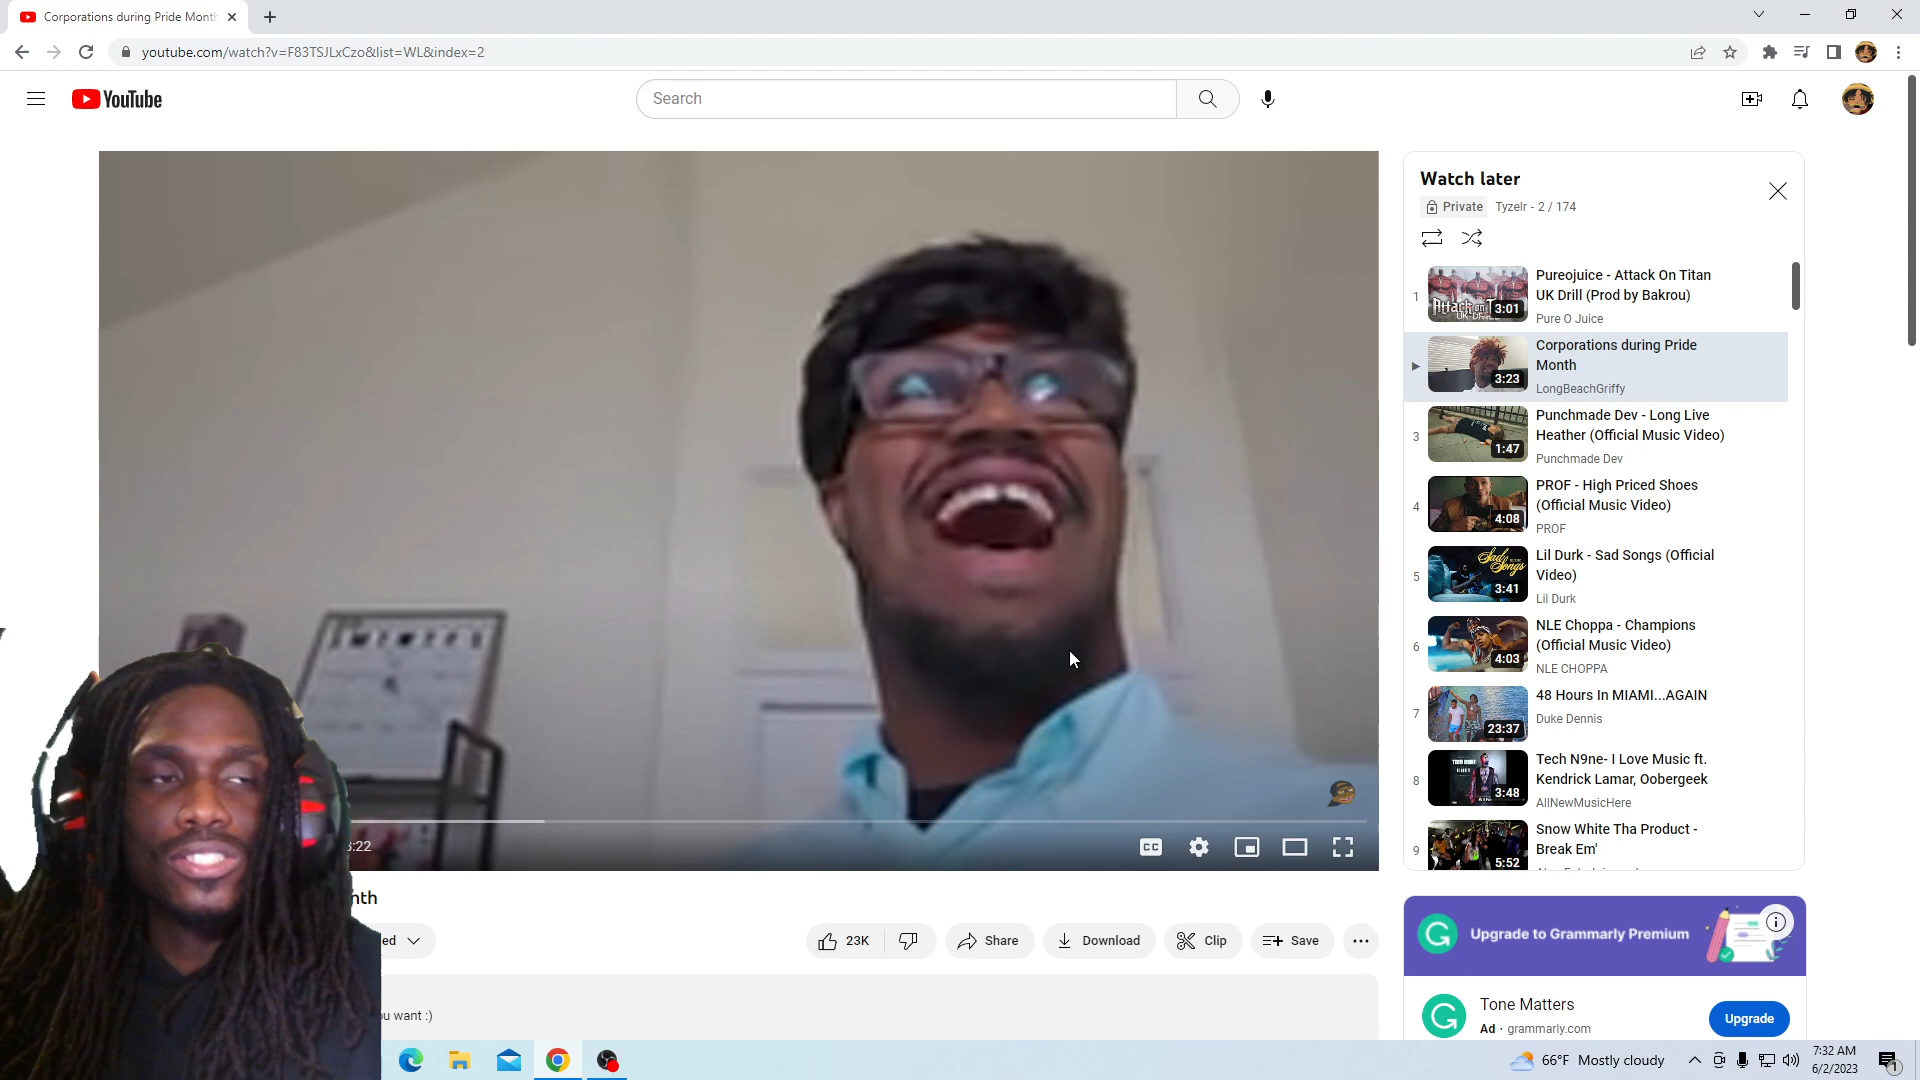 Corporations during Pride Month
youtube.com/watch?v=F83TSJLxCzo&list=WL&index=2
YouTube
Search
Watch later
Private
Tyzelr - 2 / 174
1
3:01
Pureojuice - Attack On Titan
UK Drill (Prod by Bakrou)
Pure O Juice
3:23
Corporations during Pride
Month
LongBeachGriffy
3
1:47
Punchmade Dev - Long Live
Heather (Official Music Video)
Punchmade Dev
4
4:08
PROF - High Priced Shoes
(Official Music Video)
PROF
5
Sad Songs
3:41
Lil Durk - Sad Songs (Official
Video)
Lil Durk
6
4:03
NLE Choppa - Champions
(Official Music Video)
NLE CHOPPA
7
23:37
48 Hours In MIAMI...AGAIN
Duke Dennis
8
3:48
Tech N9ne- I Love Music ft.
Kendrick Lamar, Oobergeek
AllNewMusicHere
9
5:52
Snow White Tha Product -
Break Em'
3:22
CC
nth
ed
23K
Share
Download
Clip
Save
ou want :)
Upgrade to Grammarly Premium
Tone Matters
Ad · grammarly.com
Upgrade
66°F Mostly cloudy
7:32 AM
6/2/2023
1